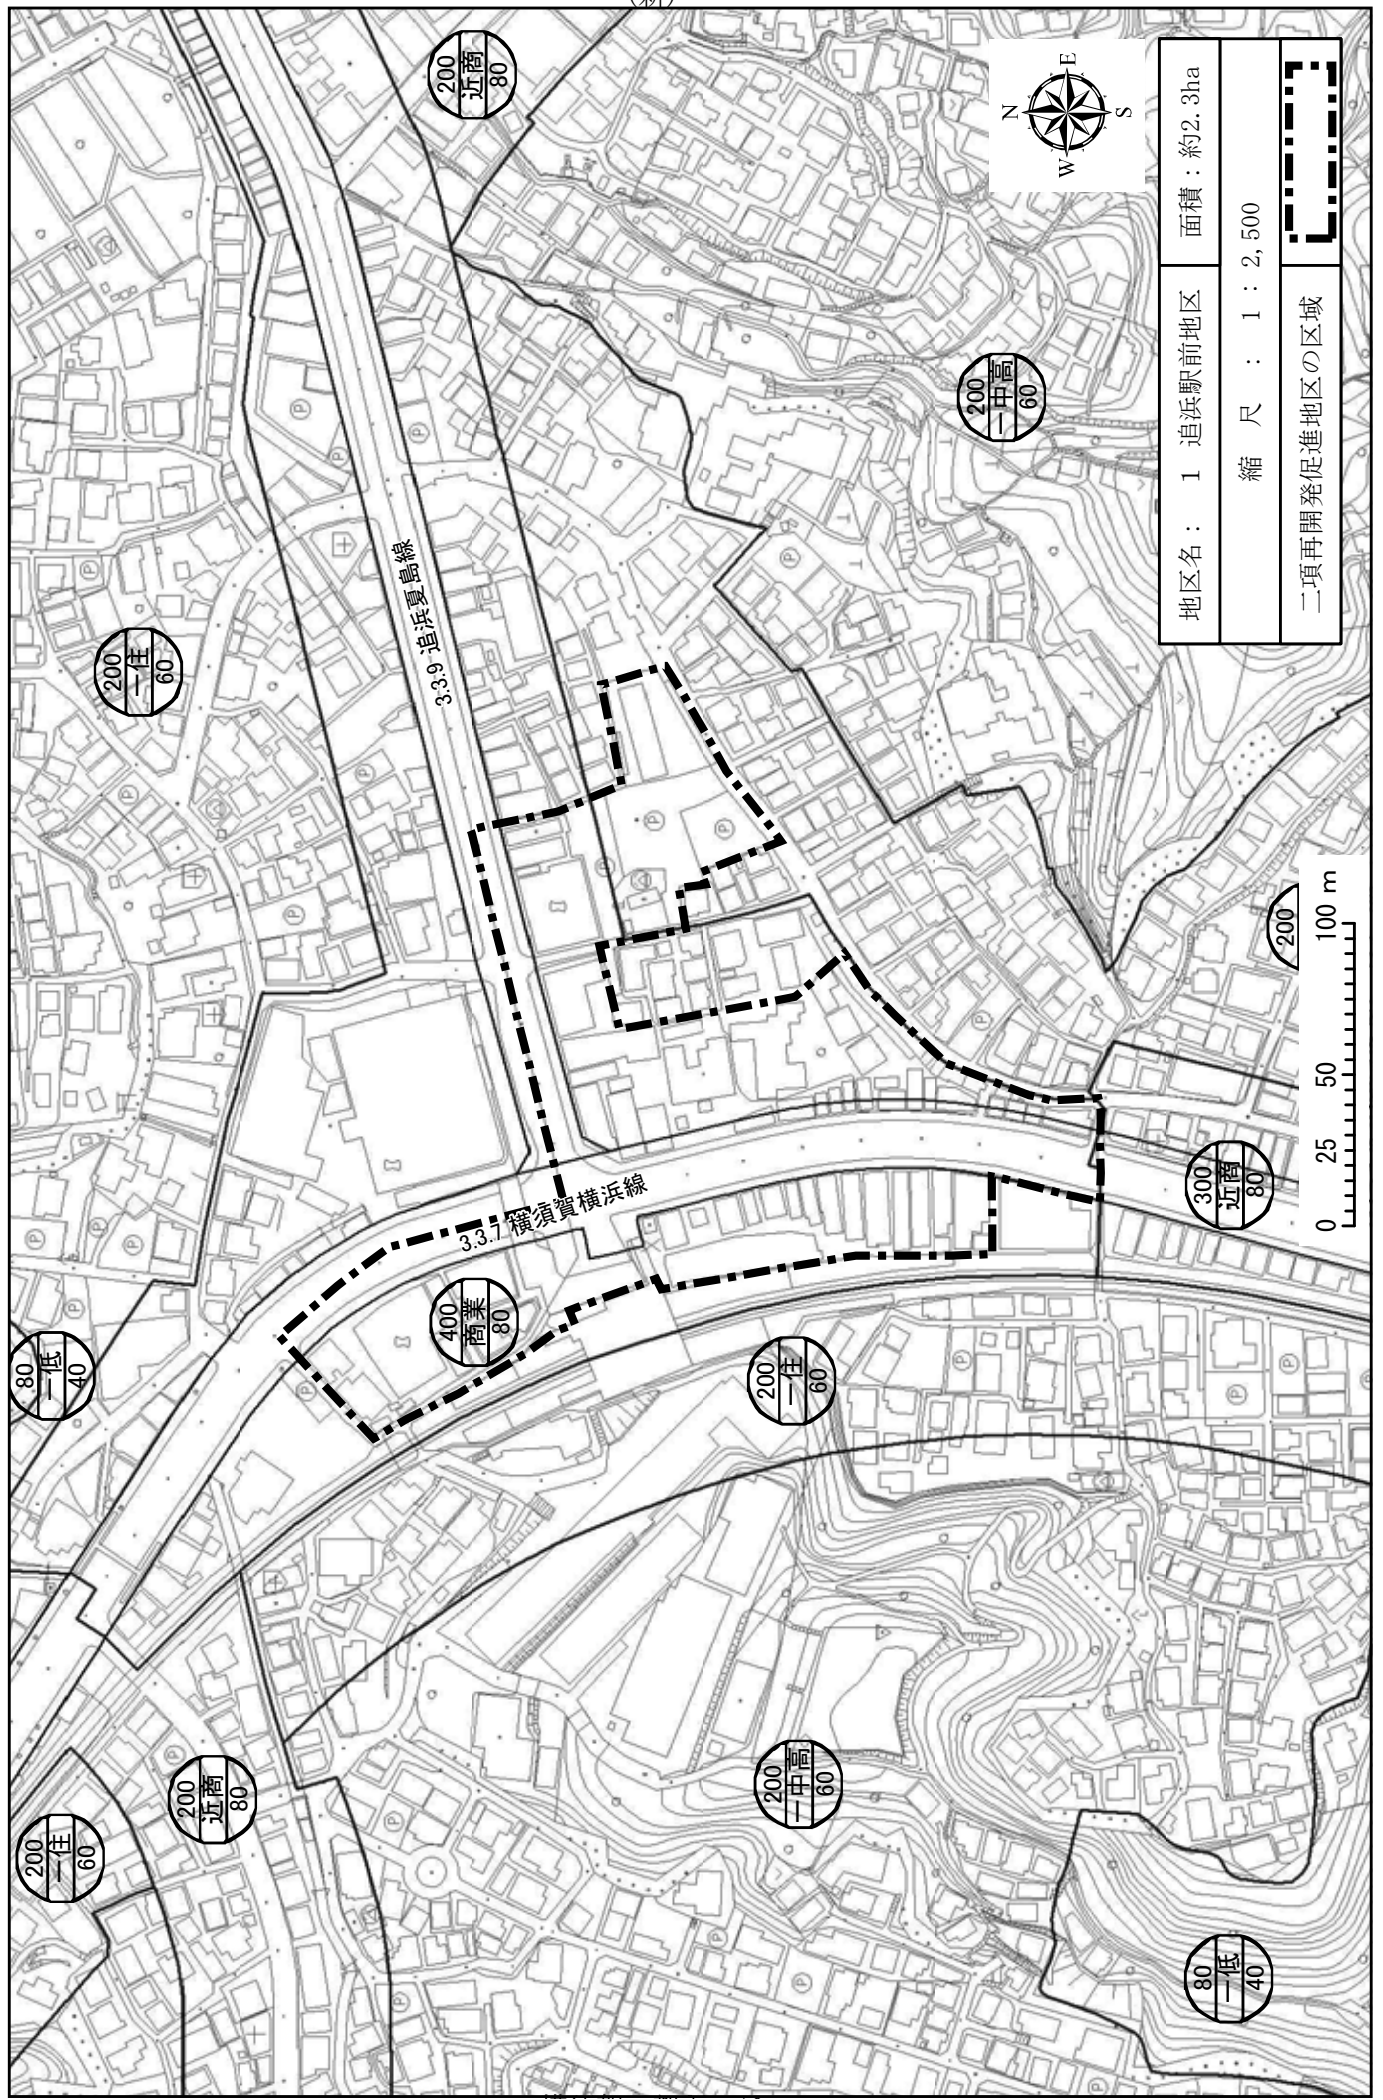 (新)
200
近商
80
N
E
S
W
地区名： 1 追浜駅前地区
面積：約2.3ha
縮 尺 ： 1：2,500
二項再開発促進地区の区域
200
一中高
60
200
一住
60
3.3.9 追浜夏島線
3.3.7 横須賀横浜線
400
商業
80
80
一低
40
200
一住
60
300
近商
80
200
0 25 50 100 m
200
近商
80
200
一住
60
200
一中高
60
80
一低
40